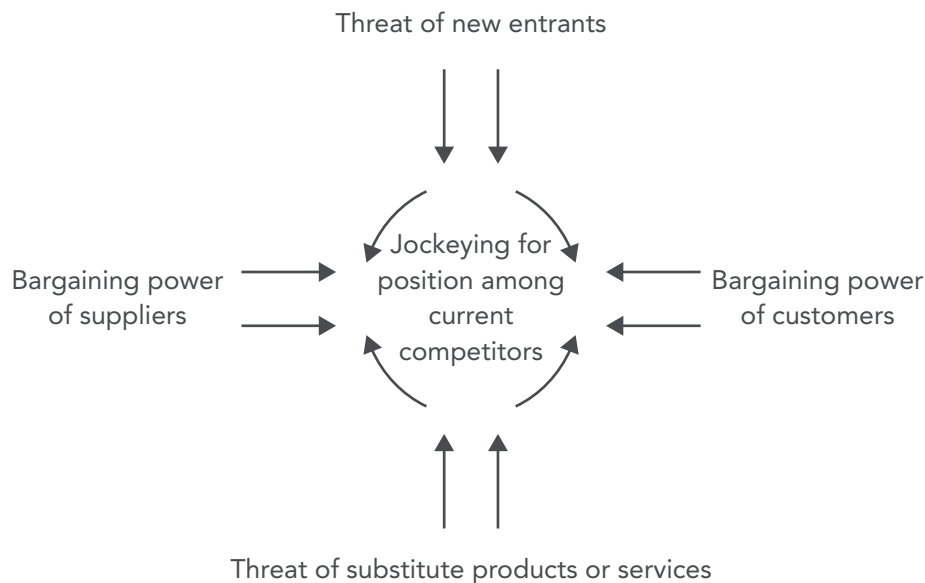 Threat of new entrants
Jockeying for
position among
current
competitors
Bargaining power
of suppliers
Bargaining power
of customers
Threat of substitute products or services